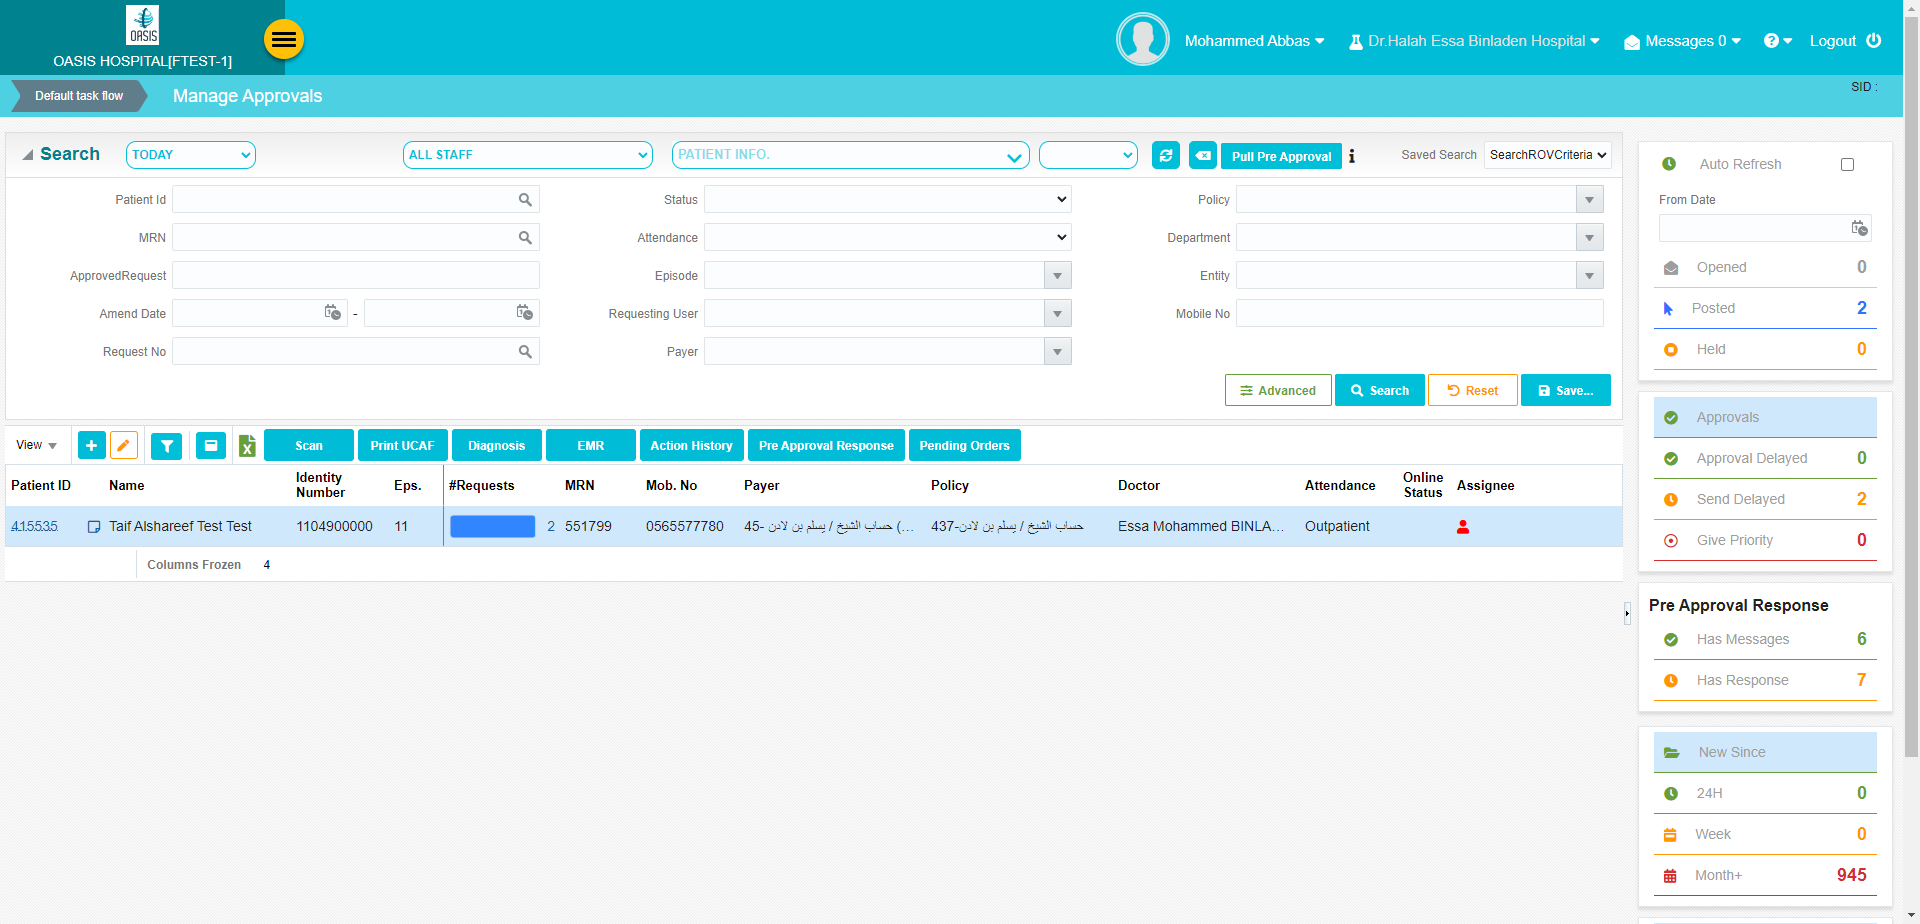 OASIS
OASIS HOSPITAL[FTEST-1]
Mohammed Abbas
Dr.Halah Essa Binladen Hospital
Messages 0
Logout
Default task flow
Manage Approvals
SID :
Search
TODAY
ALL STAFF
PATIENT INFO.
Pull Pre Approval
Saved Search
SearchROVCriteria
Patient Id
Status
Policy
MRN
Attendance
Department
ApprovedRequest
Episode
Entity
Amend Date
-
Requesting User
Mobile No
Request No
Payer
Advanced
Search
Reset
Save...
View
Scan
Print UCAF
Diagnosis
EMR
Action History
Pre Approval Response
Pending Orders
Patient ID
Name
Identity Number
Eps.
#Requests
MRN
Mob. No
Payer
Policy
Doctor
Attendance
Online Status
Assignee
415535
Taif Alshareef Test Test
1104900000
11
2
551799
0565577780
45- حساب الشيخ / يسلم بن لادن (...
437-حساب الشيخ / يسلم بن لادن
Essa Mohammed BINLA...
Outpatient
Columns Frozen
4
Auto Refresh
From Date
Opened 0
Posted 2
Held 0
Approvals
Approval Delayed 0
Send Delayed 2
Give Priority 0
Pre Approval Response
Has Messages 6
Has Response 7
New Since
24H 0
Week 0
Month+ 945